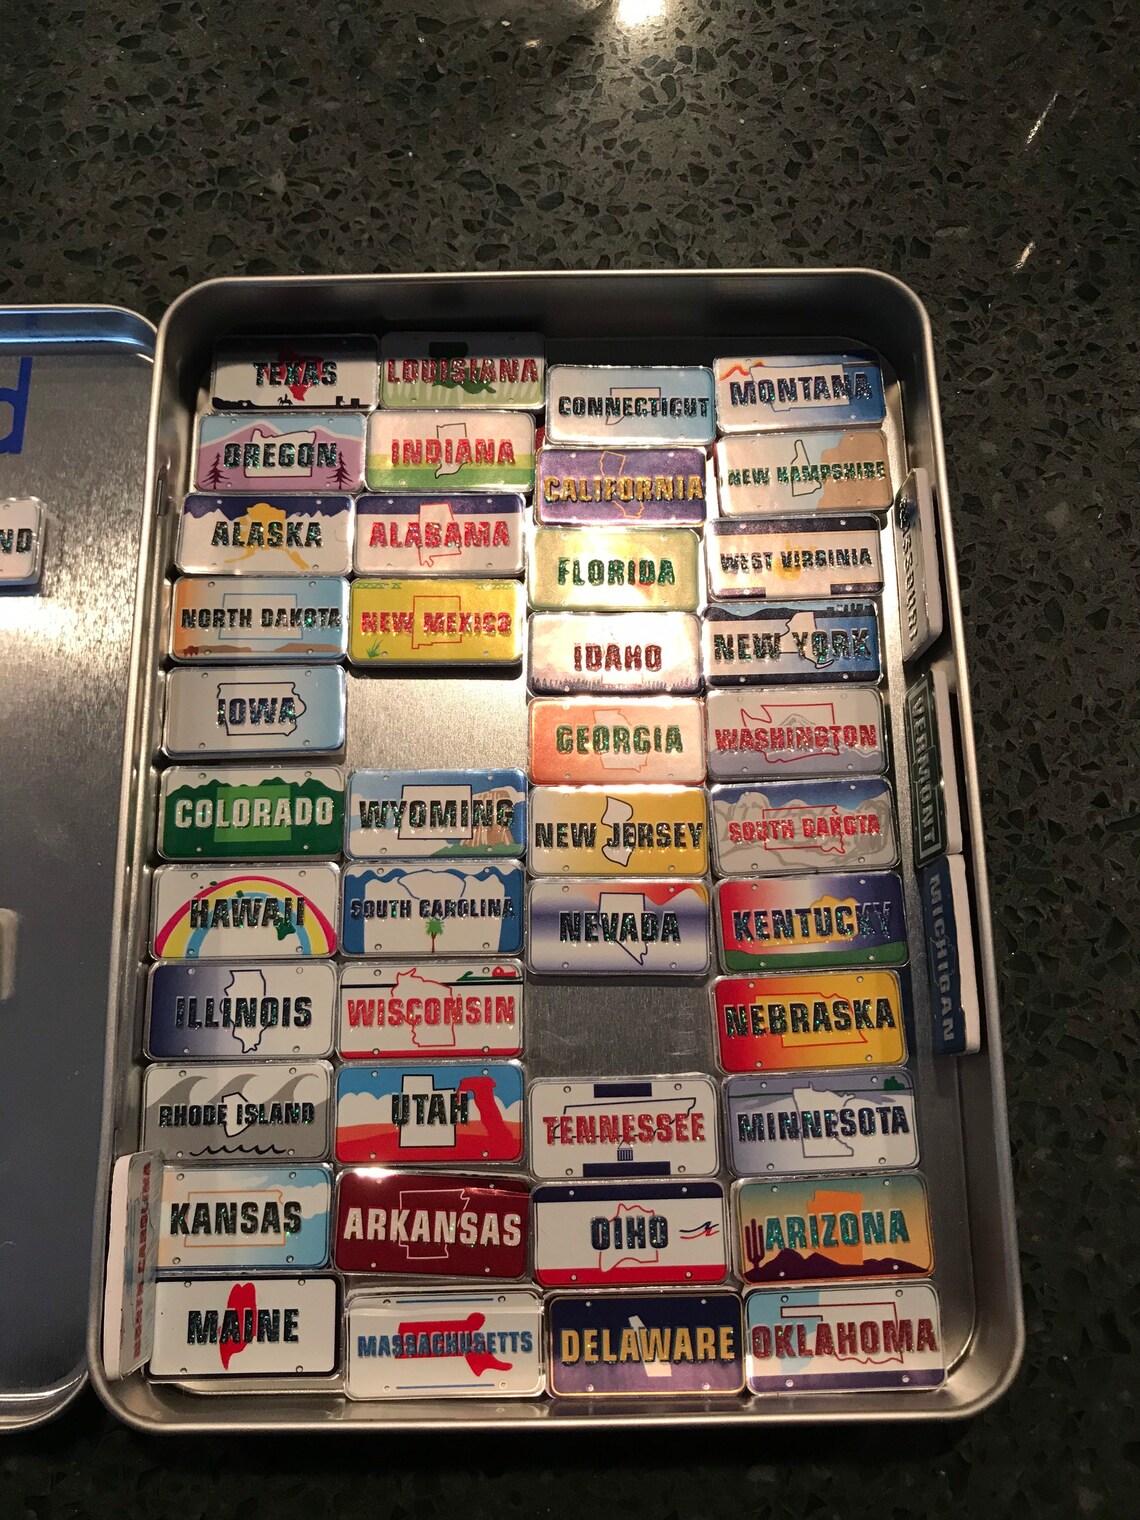 d
ND
TEXAS
LOUISIANA
CONNECTICUT
MONTANA
OREGON
INDIANA
CALIFORNIA
NEW HAMPSHIRE
ALASKA
ALABAMA
FLORIDA
WEST VIRGINIA
MISSOURI
NORTH DAKOTA
NEW MEXICO
IDAHO
NEW YORK
IOWA
GEORGIA
WASHINGTON
VERMONT
COLORADO
WYOMING
NEW JERSEY
SOUTH DAKOTA
HAWAII
SOUTH CAROLINA
NEVADA
KENTUCKY
MICHIGAN
ILLINOIS
WISCONSIN
NEBRASKA
RHODE ISLAND
UTAH
TENNESSEE
MINNESOTA
NORTH CAROLINA
KANSAS
ARKANSAS
OIHO
ARIZONA
MAINE
MASSACHUSETTS
DELAWARE
OKLAHOMA